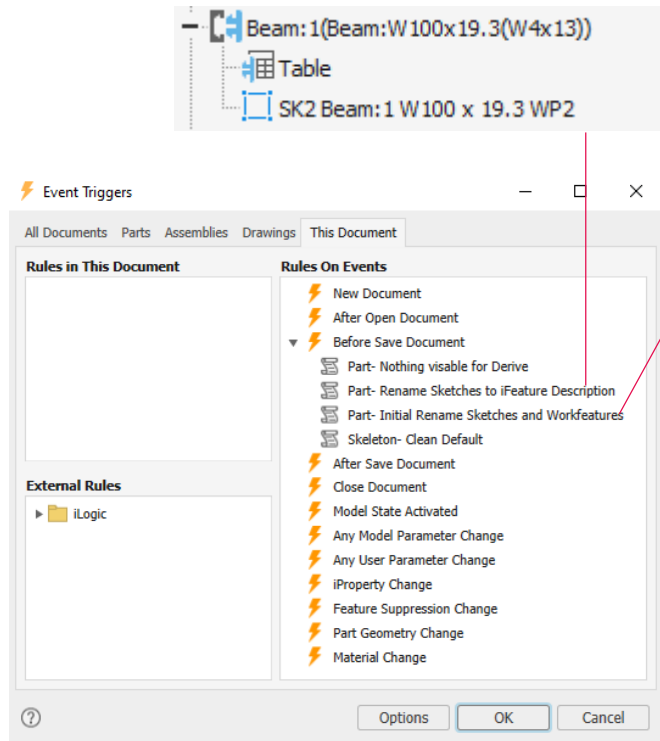 Beam:1(Beam:W100x19.3(W4x13))
Table
SK2 Beam:1 W100 x 19.3 WP2
Event Triggers
All Documents Parts Assemblies Drawings This Document
Rules in This Document
Rules On Events
New Document
After Open Document
Before Save Document
Part- Nothing visable for Derive
Part- Rename Sketches to iFeature Description
Part- Initial Rename Sketches and Workfeatures
Skeleton- Clean Default
After Save Document
External Rules
Close Document
iLogic
Model State Activated
Any Model Parameter Change
Any User Parameter Change
iProperty Change
Feature Suppression Change
Part Geometry Change
Material Change
? Options OK Cancel